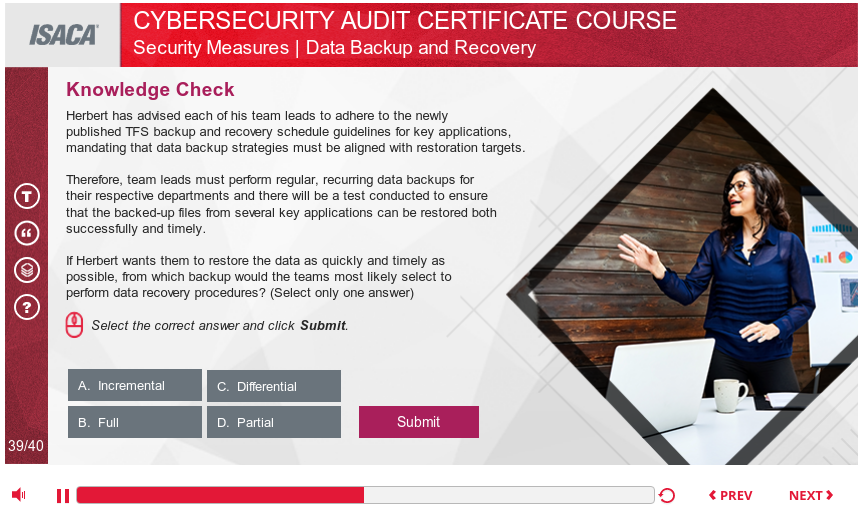 ISACA®
CYBERSECURITY AUDIT CERTIFICATE COURSE
Security Measures | Data Backup and Recovery
Knowledge Check
Herbert has advised each of his team leads to adhere to the newly
published TFS backup and recovery schedule guidelines for key applications,
mandating that data backup strategies must be aligned with restoration targets.
Therefore, team leads must perform regular, recurring data backups for
their respective departments and there will be a test conducted to ensure
that the backed-up files from several key applications can be restored both
successfully and timely.
If Herbert wants them to restore the data as quickly and timely as
possible, from which backup would the teams most likely select to
perform data recovery procedures? (Select only one answer)
Select the correct answer and click Submit.
A. Incremental
C. Differential
B. Full
D. Partial
Submit
39/40
PREV
NEXT